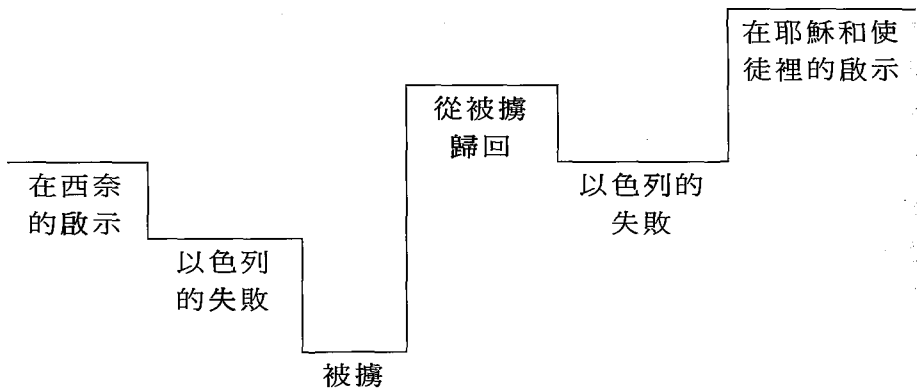 在西奈
的啟示
以色列
的失敗
被擄
從被擄
歸回
以色列的
失敗
在耶穌和使
徒裡的啟示